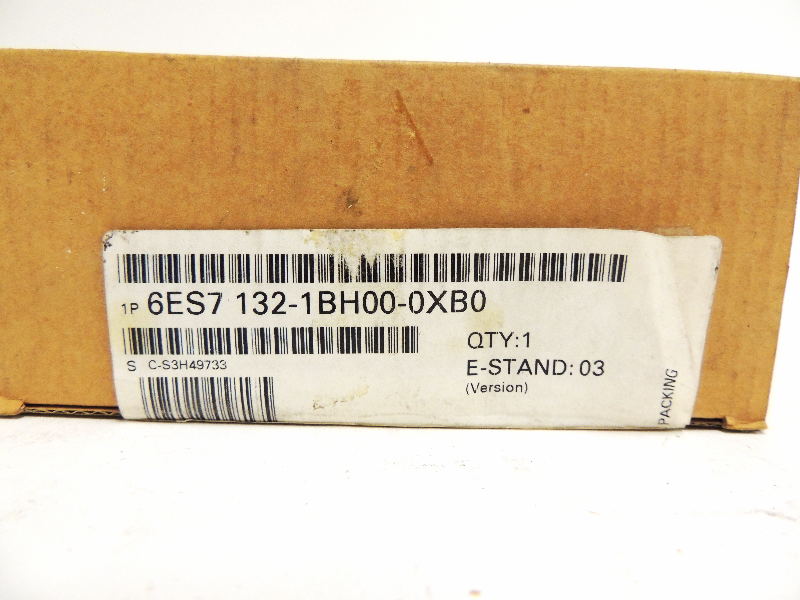 1P 6ES7 132-1BH00-0XB0
S C-S3H49733
QTY:1
E-STAND: 03
(Version)
PACKING